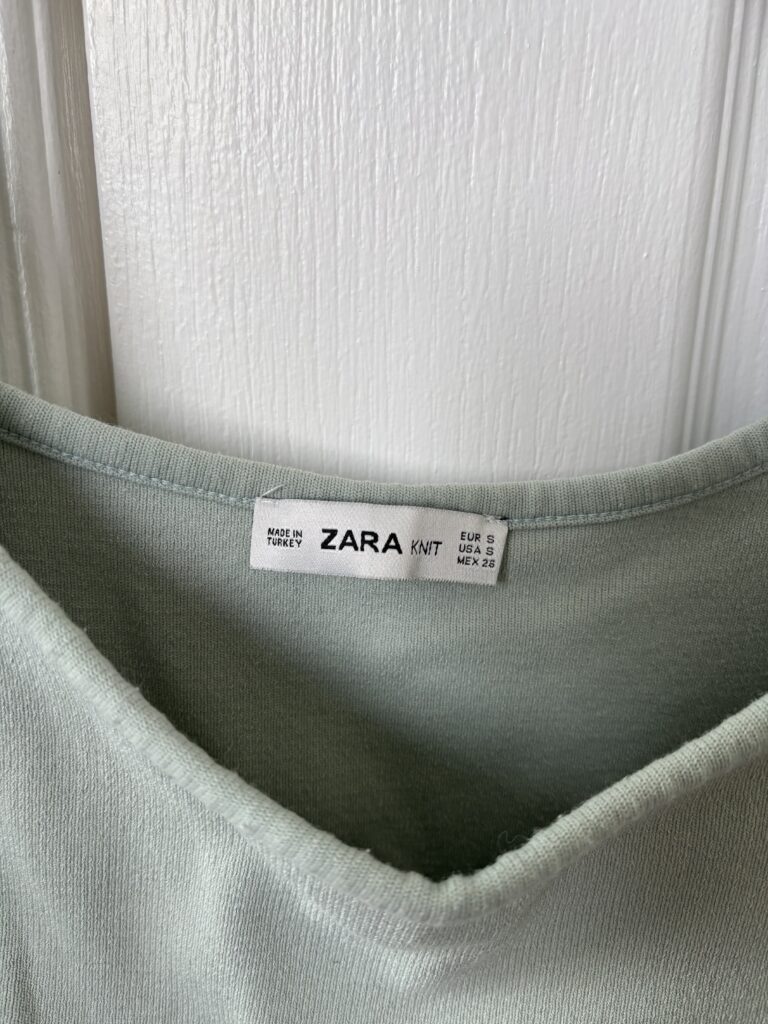 MADE IN
TURKEY
ZARA KNIT
EUR S
USA S
MEX 26